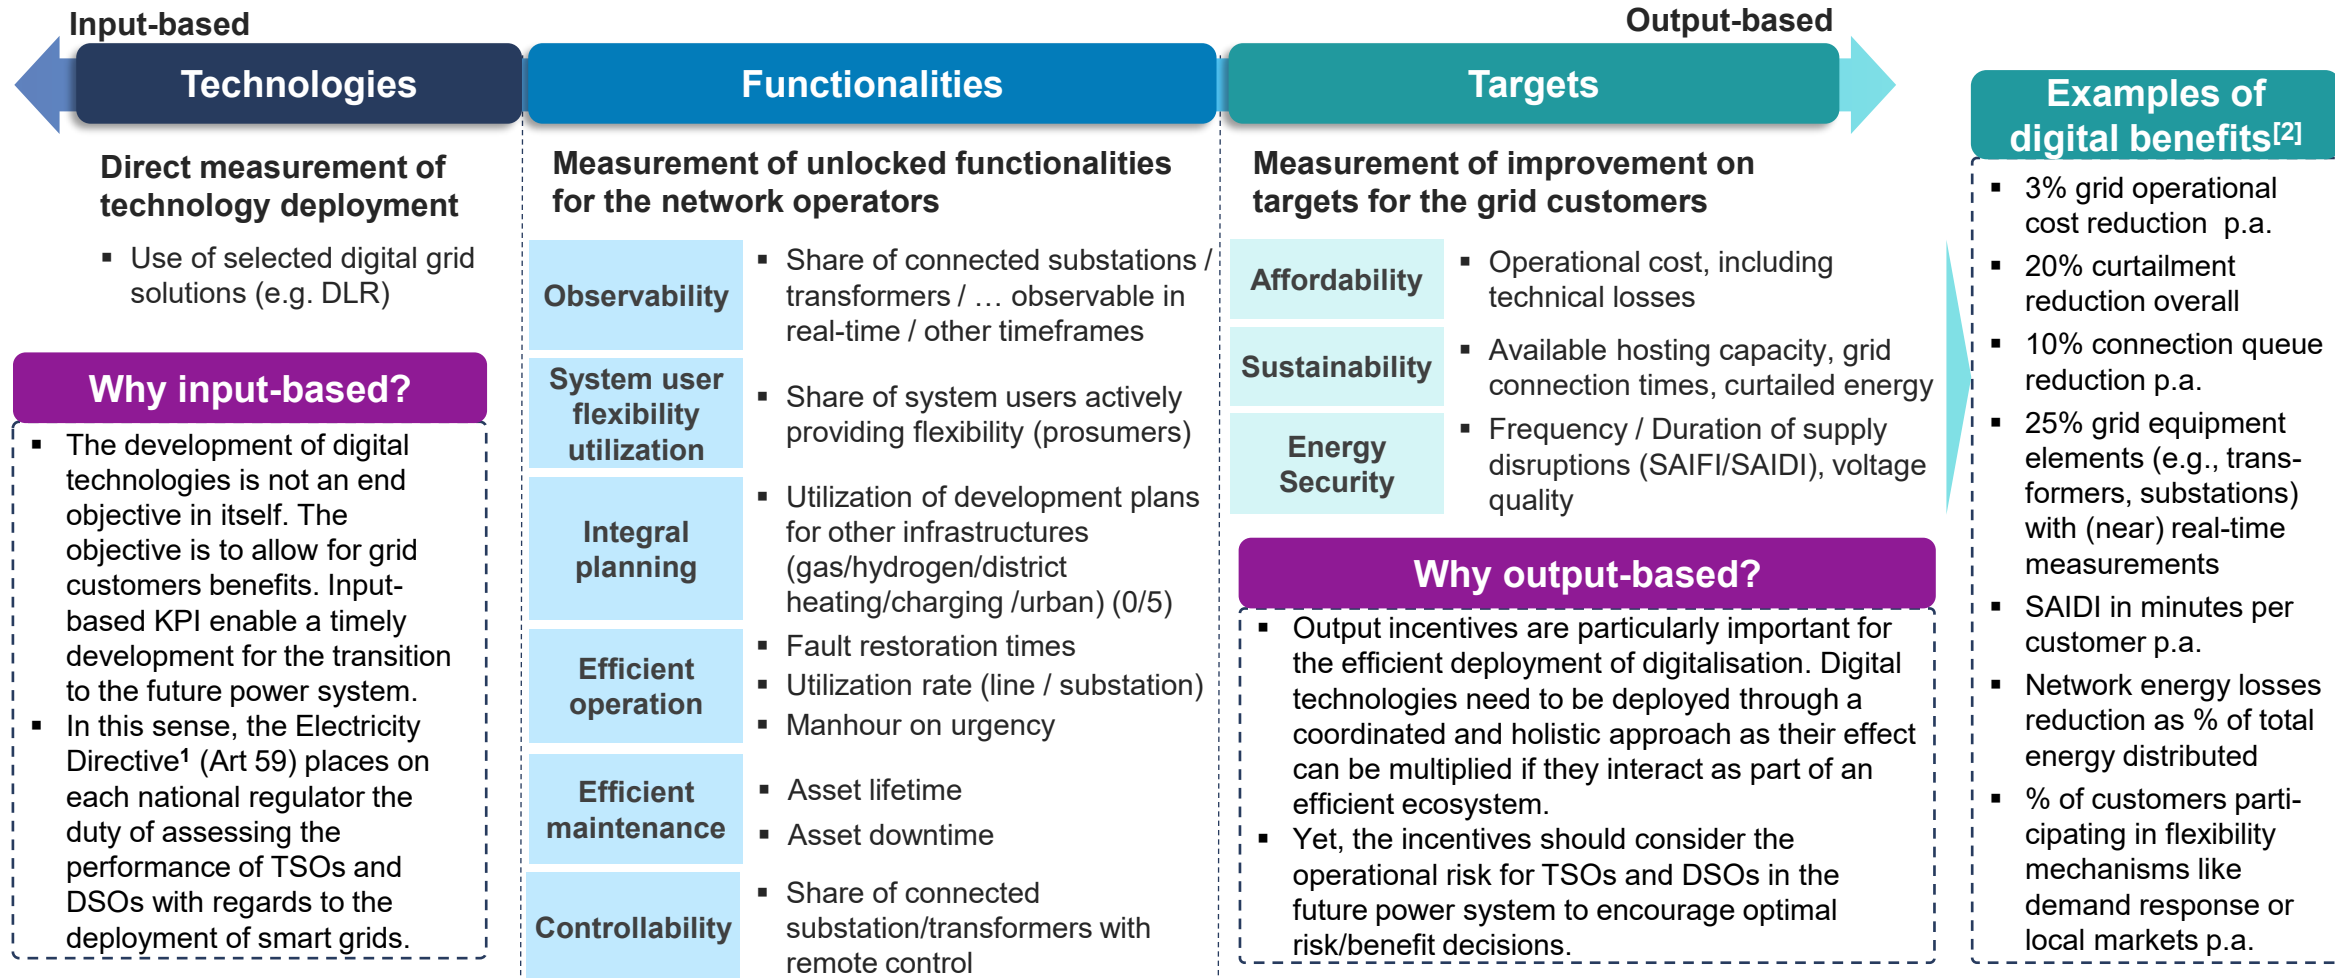 Input-based
Output-based
Technologies
Functionalities
Targets
Direct measurement of
technology deployment
▪ Use of selected digital grid
solutions (e.g. DLR)
Why input-based?
▪ The development of digital
technologies is not an end
objective in itself. The
objective is to allow for grid
customers benefits. Input-
based KPI enable a timely
development for the transition
to the future power system.
▪ In this sense, the Electricity
Directive¹ (Art 59) places on
each national regulator the
duty of assessing the
performance of TSOs and
DSOs with regards to the
deployment of smart grids.
Measurement of unlocked functionalities
for the network operators
Observability
▪ Share of connected substations /
transformers / … observable in
real-time / other timeframes
System user
flexibility
utilization
▪ Share of system users actively
providing flexibility (prosumers)
Integral
planning
▪ Utilization of development plans
for other infrastructures
(gas/hydrogen/district
heating/charging /urban) (0/5)
Efficient
operation
▪ Fault restoration times
▪ Utilization rate (line / substation)
▪ Manhour on urgency
Efficient
maintenance
▪ Asset lifetime
▪ Asset downtime
Controllability
▪ Share of connected
substation/transformers with
remote control
Measurement of improvement on
targets for the grid customers
Affordability
▪ Operational cost, including
technical losses
Sustainability
▪ Available hosting capacity, grid
connection times, curtailed energy
Energy
Security
▪ Frequency / Duration of supply
disruptions (SAIFI/SAIDI), voltage
quality
Why output-based?
▪ Output incentives are particularly important for
the efficient deployment of digitalisation. Digital
technologies need to be deployed through a
coordinated and holistic approach as their effect
can be multiplied if they interact as part of an
efficient ecosystem.
▪ Yet, the incentives should consider the
operational risk for TSOs and DSOs in the
future power system to encourage optimal
risk/benefit decisions.
Examples of
digital benefits[2]
▪ 3% grid operational
cost reduction p.a.
▪ 20% curtailment
reduction overall
▪ 10% connection queue
reduction p.a.
▪ 25% grid equipment
elements (e.g., trans-
formers, substations)
with (near) real-time
measurements
▪ SAIDI in minutes per
customer p.a.
▪ Network energy losses
reduction as % of total
energy distributed
▪ % of customers parti-
cipating in flexibility
mechanisms like
demand response or
local markets p.a.